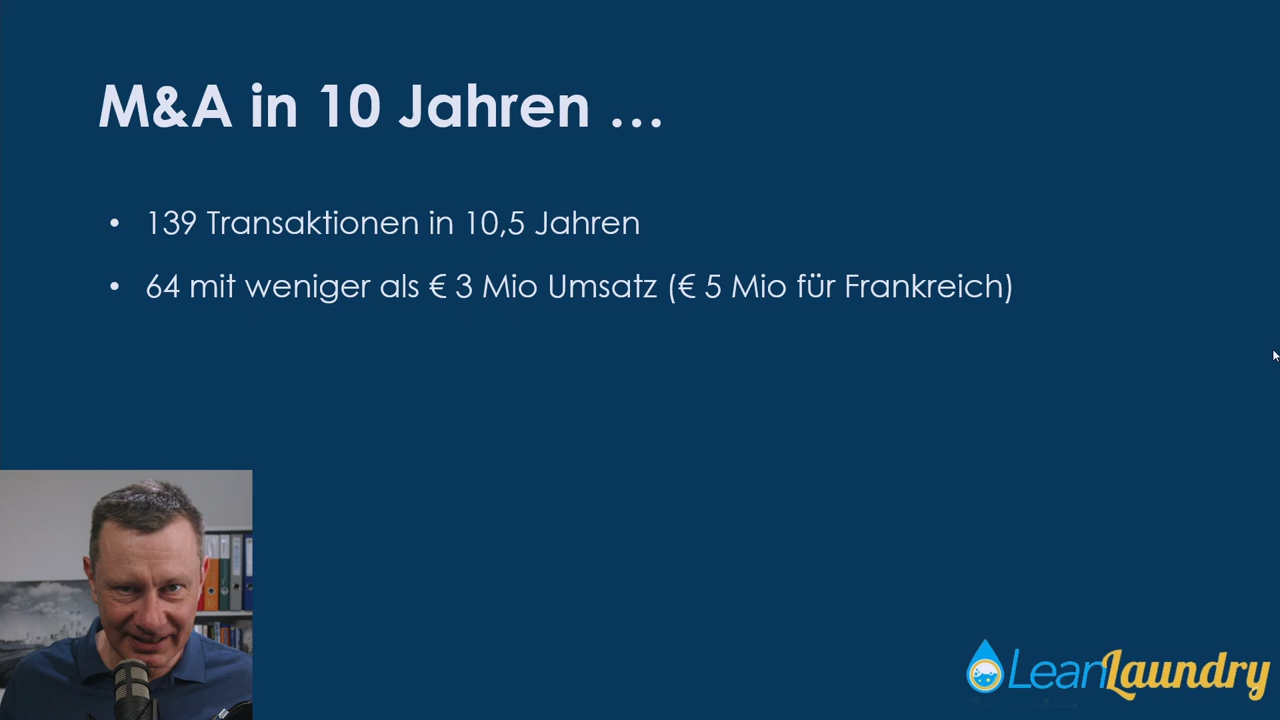 M&A in 10 Jahren …
• 139 Transaktionen in 10,5 Jahren
• 64 mit weniger als € 3 Mio Umsatz (€ 5 Mio für Frankreich)
LeanLaundry